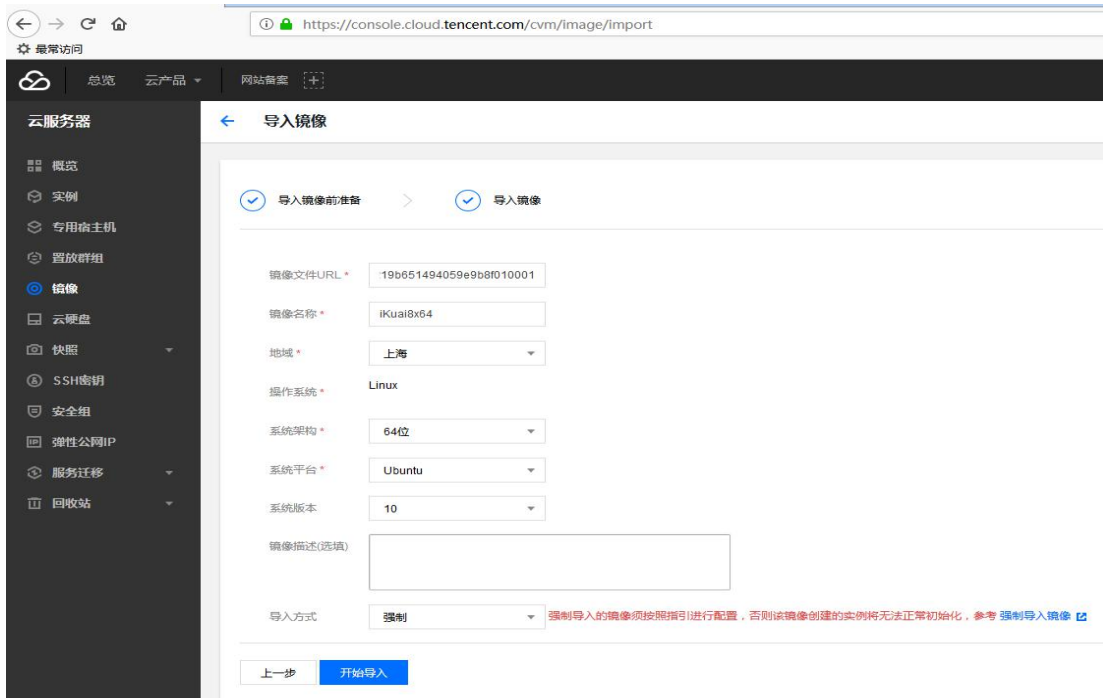 https://console.cloud.tencent.com/cvm/image/import
最常访问
总览 云产品 网站备案
云服务器
导入镜像
概览
实例
专用宿主机
置放群组
镜像
云硬盘
快照
SSH密钥
安全组
弹性公网IP
服务迁移
回收站
导入镜像前准备 导入镜像
镜像文件URL * 19b651494059e9b8f010001
镜像名称 * iKuai8x64
地域 * 上海
操作系统 * Linux
系统架构 * 64位
系统平台 * Ubuntu
系统版本 10
镜像描述(选填)
导入方式 强制 强制导入的镜像须按照指引进行配置，否则该镜像创建的实例将无法正常初始化，参考 强制导入镜像
上一步 开始导入